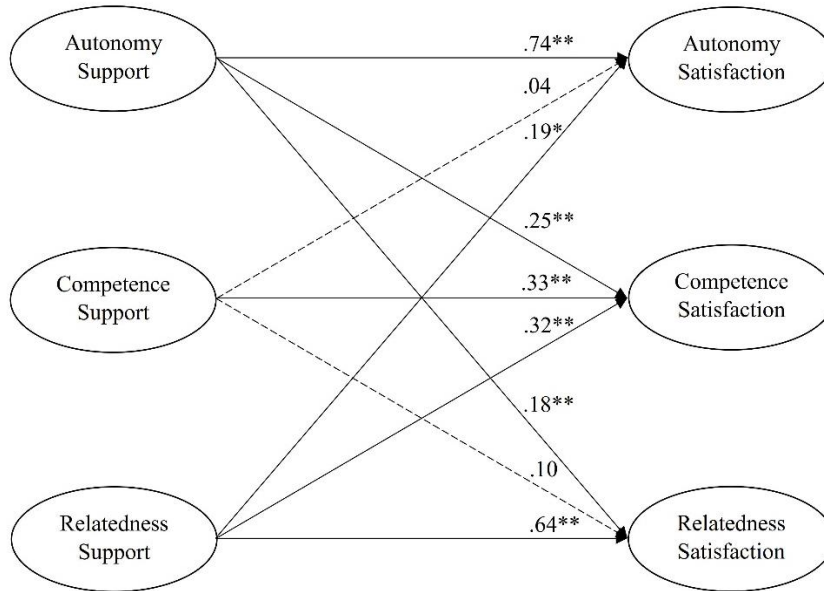 Autonomy
Support
.74**
Autonomy
Satisfaction
.04
.19*
.25**
Competence
Support
.33**
Competence
Satisfaction
.32**
.18**
.10
Relatedness
Support
.64**
Relatedness
Satisfaction